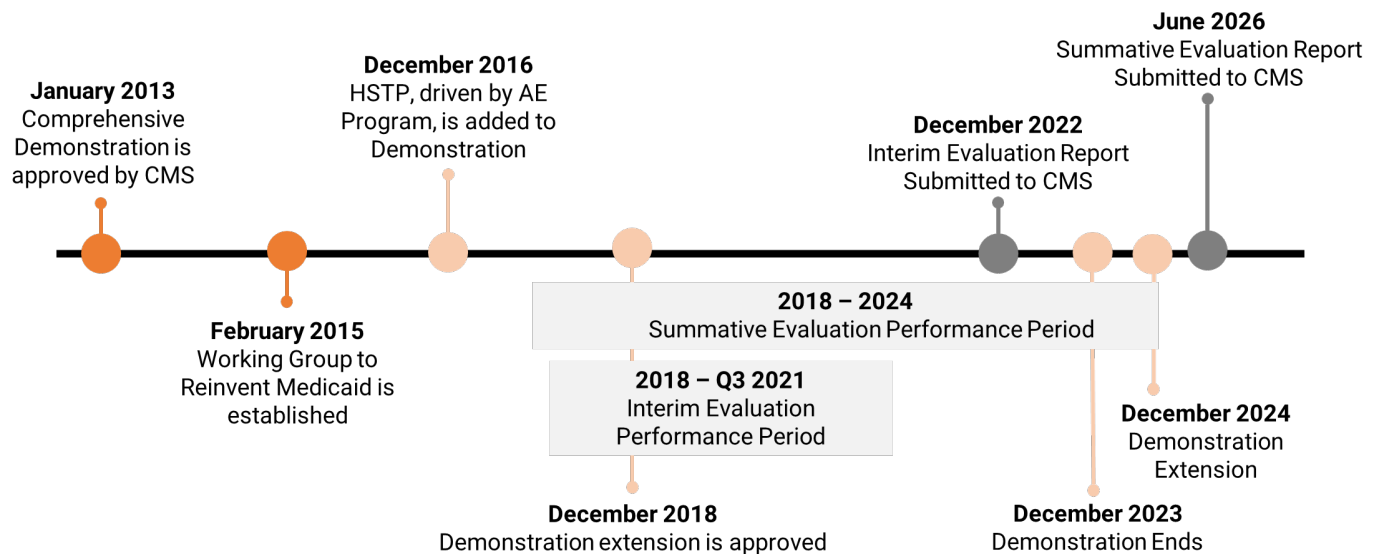 January 2013
Comprehensive
Demonstration is
approved by CMS
February 2015
Working Group to
Reinvent Medicaid is
established
December 2016
HSTP, driven by AE
Program, is added to
Demonstration
2018 – 2024
Summative Evaluation Performance Period
2018 – Q3 2021
Interim Evaluation
Performance Period
December 2018
Demonstration extension is approved
December 2022
Interim Evaluation Report
Submitted to CMS
December 2023
Demonstration Ends
December 2024
Demonstration
Extension
June 2026
Summative Evaluation Report
Submitted to CMS